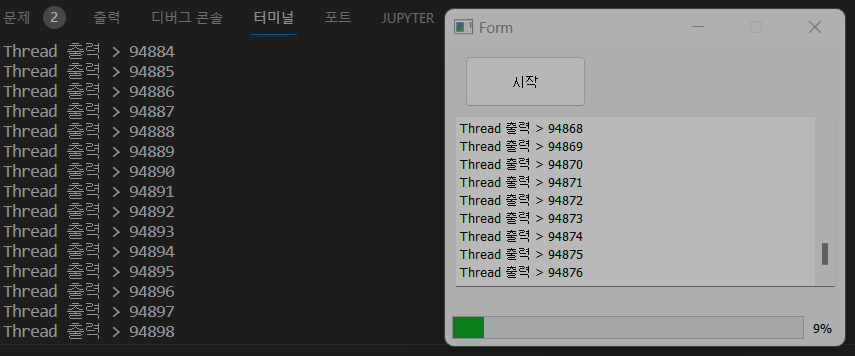 문제 2 출력 디버그 콘솔 터미널 포트 JUPYTER
Thread 출력 > 94884
Thread 출력 > 94885
Thread 출력 > 94886
Thread 출력 > 94887
Thread 출력 > 94888
Thread 출력 > 94889
Thread 출력 > 94890
Thread 출력 > 94891
Thread 출력 > 94892
Thread 출력 > 94893
Thread 출력 > 94894
Thread 출력 > 94895
Thread 출력 > 94896
Thread 출력 > 94897
Thread 출력 > 94898
Form
시작
Thread 출력 > 94868
Thread 출력 > 94869
Thread 출력 > 94870
Thread 출력 > 94871
Thread 출력 > 94872
Thread 출력 > 94873
Thread 출력 > 94874
Thread 출력 > 94875
Thread 출력 > 94876
9%